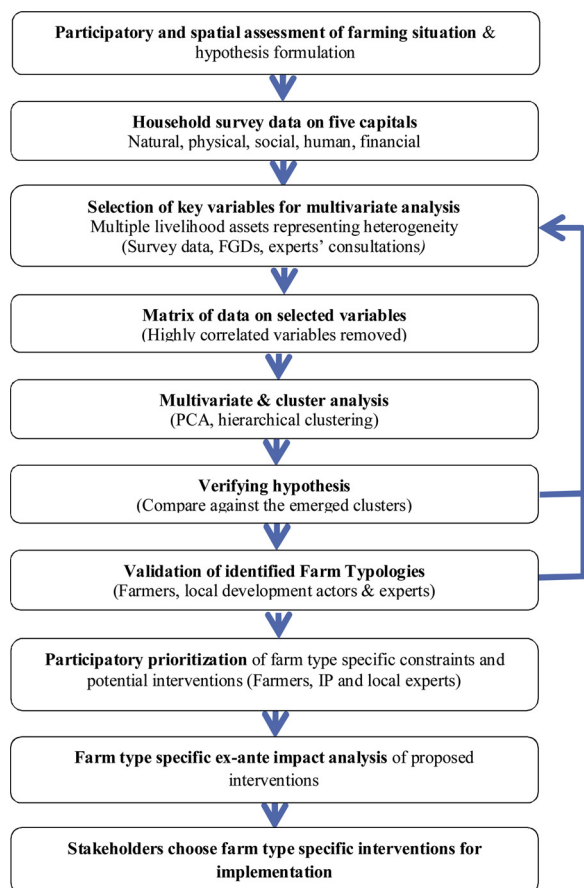 Participatory and spatial assessment of farming situation &
hypothesis formulation
Household survey data on five capitals
Natural, physical, social, human, financial
Selection of key variables for multivariate analysis
Multiple livelihood assets representing heterogeneity
(Survey data, FGDs, experts' consultations)
Matrix of data on selected variables
(Highly correlated variables removed)
Multivariate & cluster analysis
(PCA, hierarchical clustering)
Verifying hypothesis
(Compare against the emerged clusters)
Validation of identified Farm Typologies
(Farmers, local development actors & experts)
Participatory prioritization of farm type specific constraints and
potential interventions (Farmers, IP and local experts)
Farm type specific ex-ante impact analysis of proposed
interventions
Stakeholders choose farm type specific interventions for
implementation